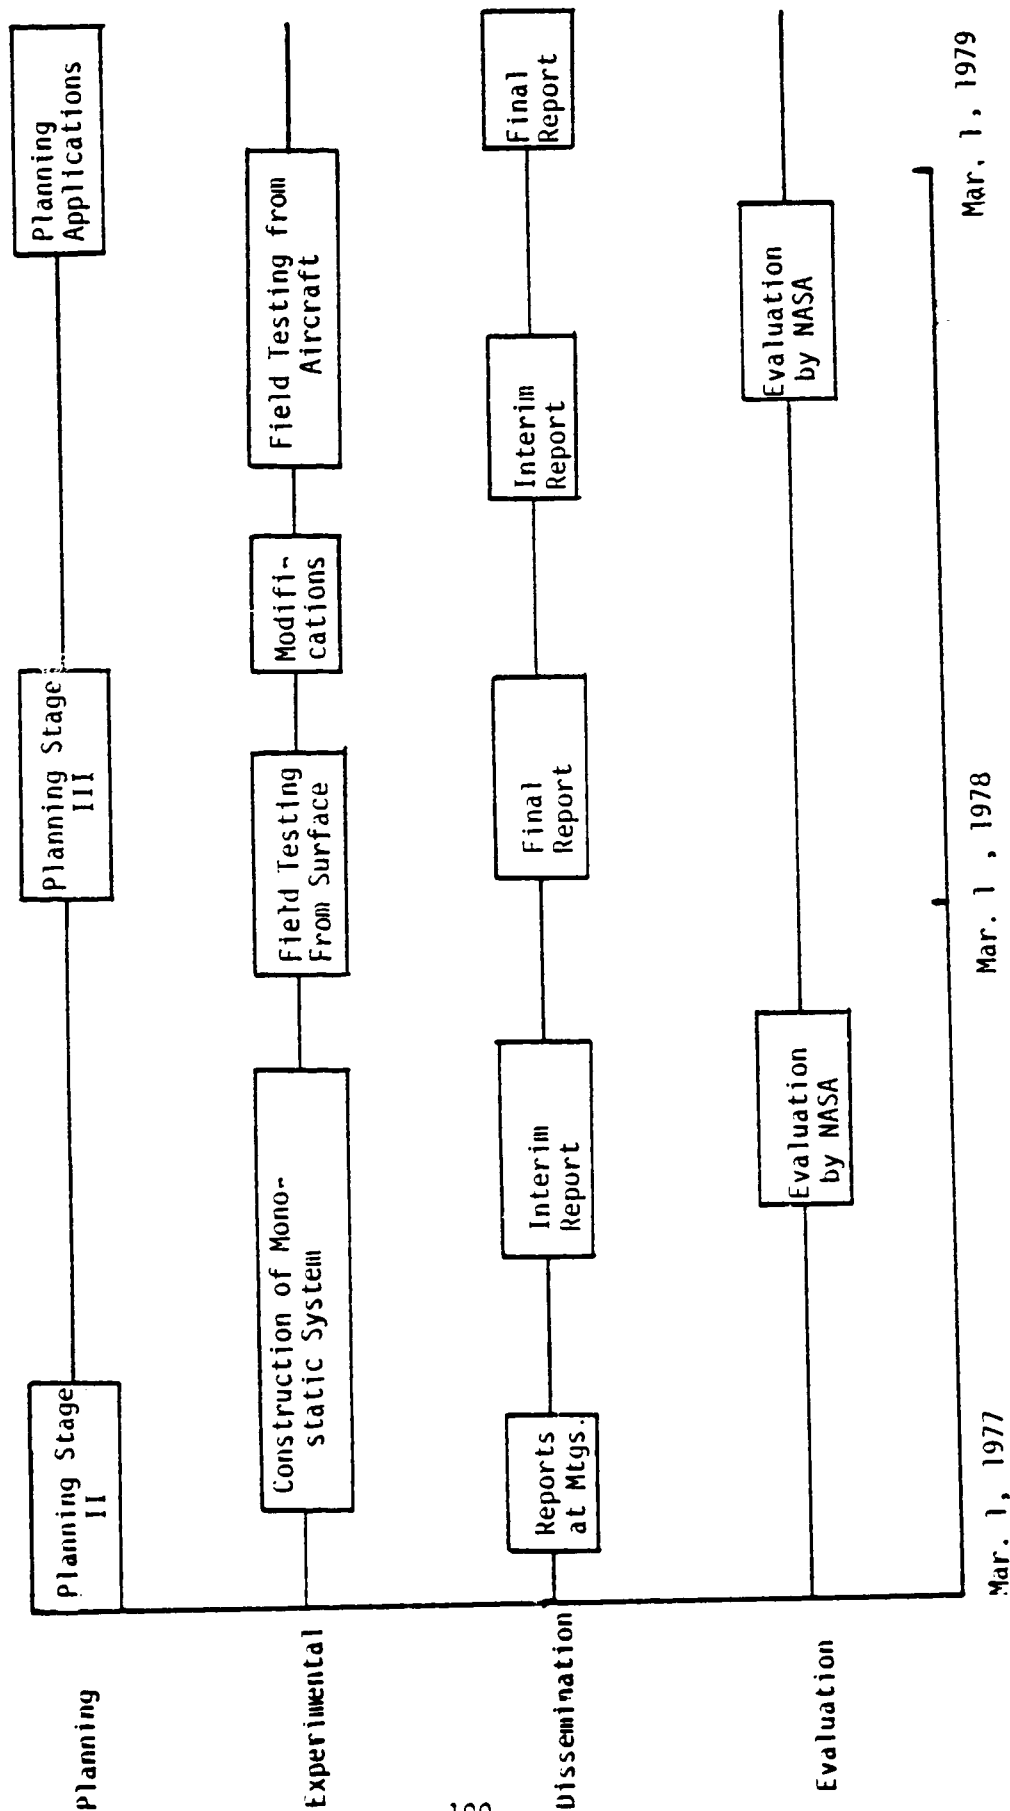 Planning
Planning Stage
II
Planning Stage
III
Planning
Applications
Experimental
Construction of Mono-
static System
Field Testing
From Surface
Modifi-
cations
Field Testing from
Aircraft
Dissemination
Reports
at Mtgs.
Interim
Report
Final
Report
Interim
Report
Final
Report
Evaluation
Evaluation
by NASA
Evaluation
by NASA
Mar. 1, 1977
Mar. 1, 1978
Mar. 1, 1979